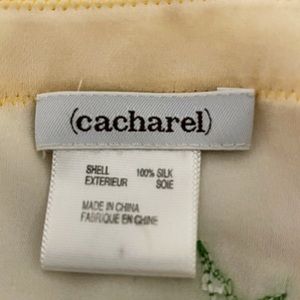 (cacharel)
SHELL 100% SILK
EXTERIEUR SOIE
MADE IN CHINA
FABRIQUE EN CHINE